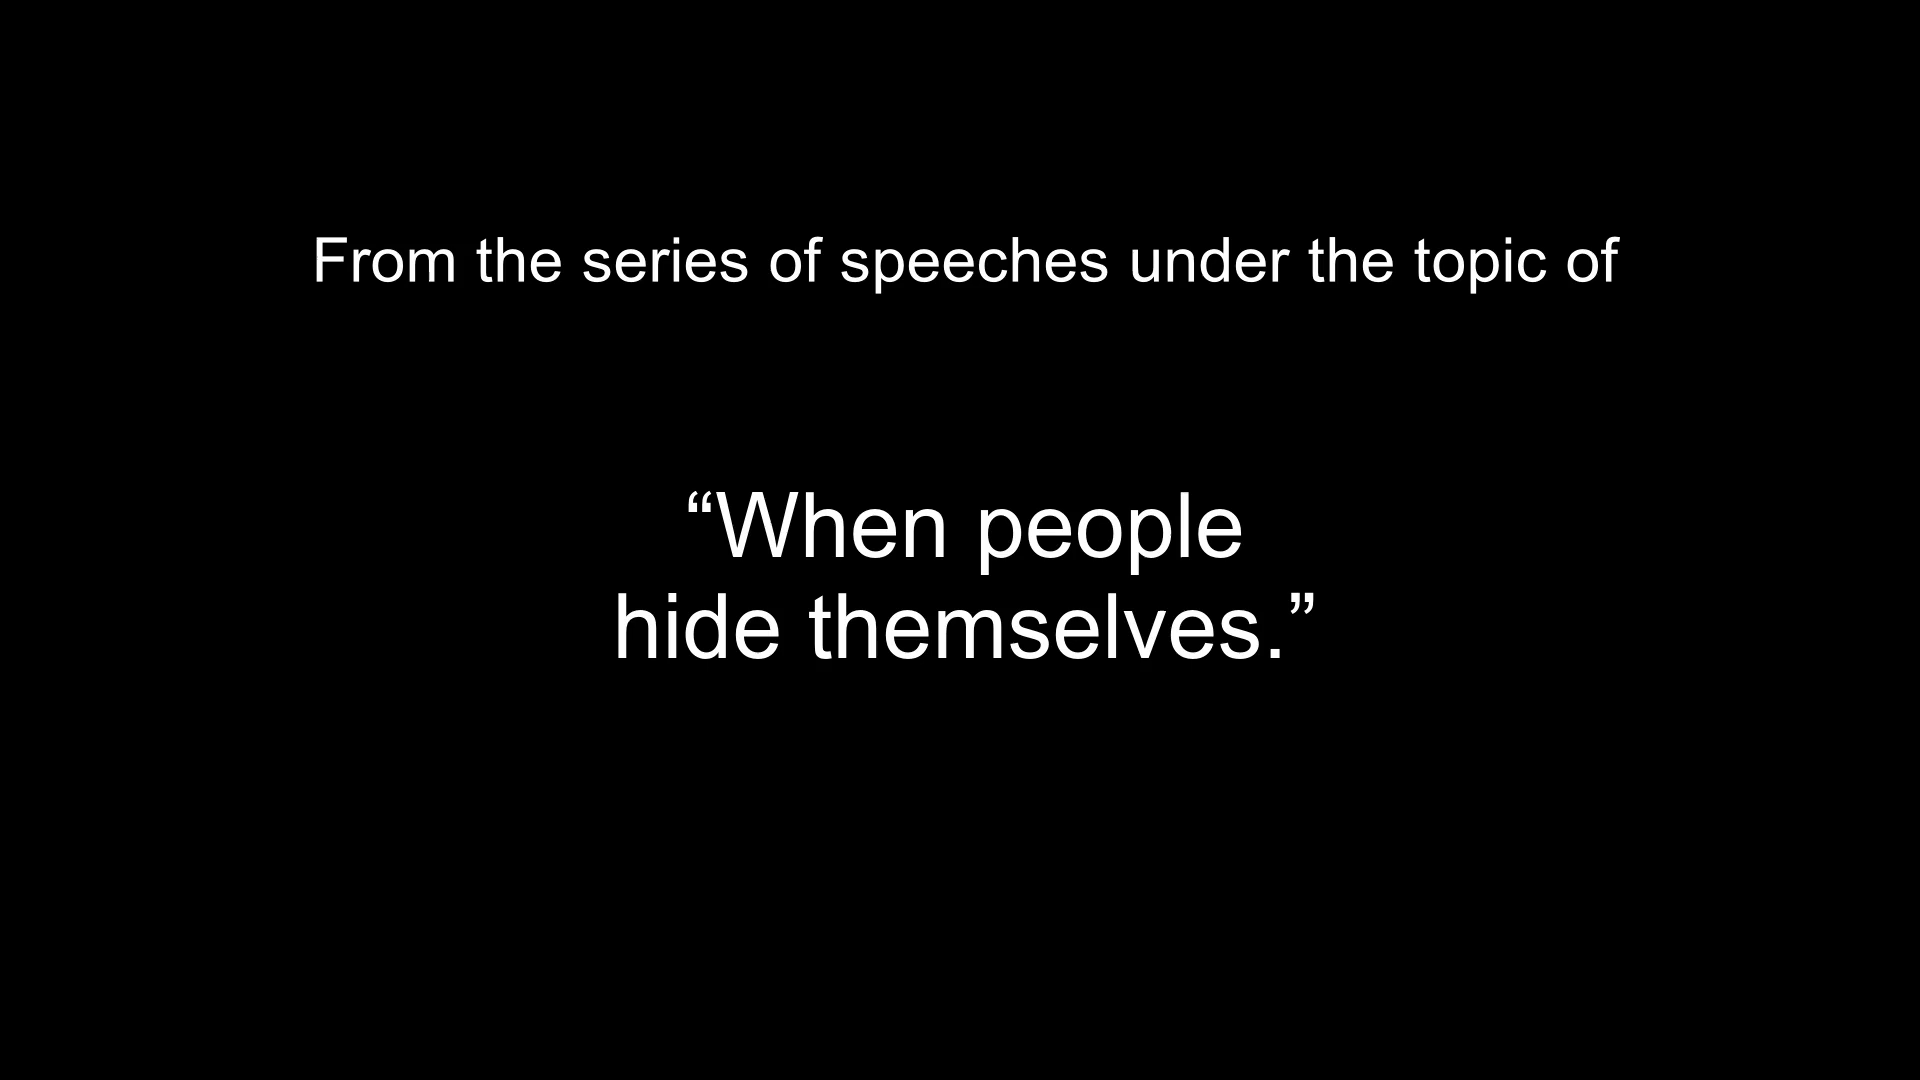 From the series of speeches under the topic of
“When people
hide themselves.”